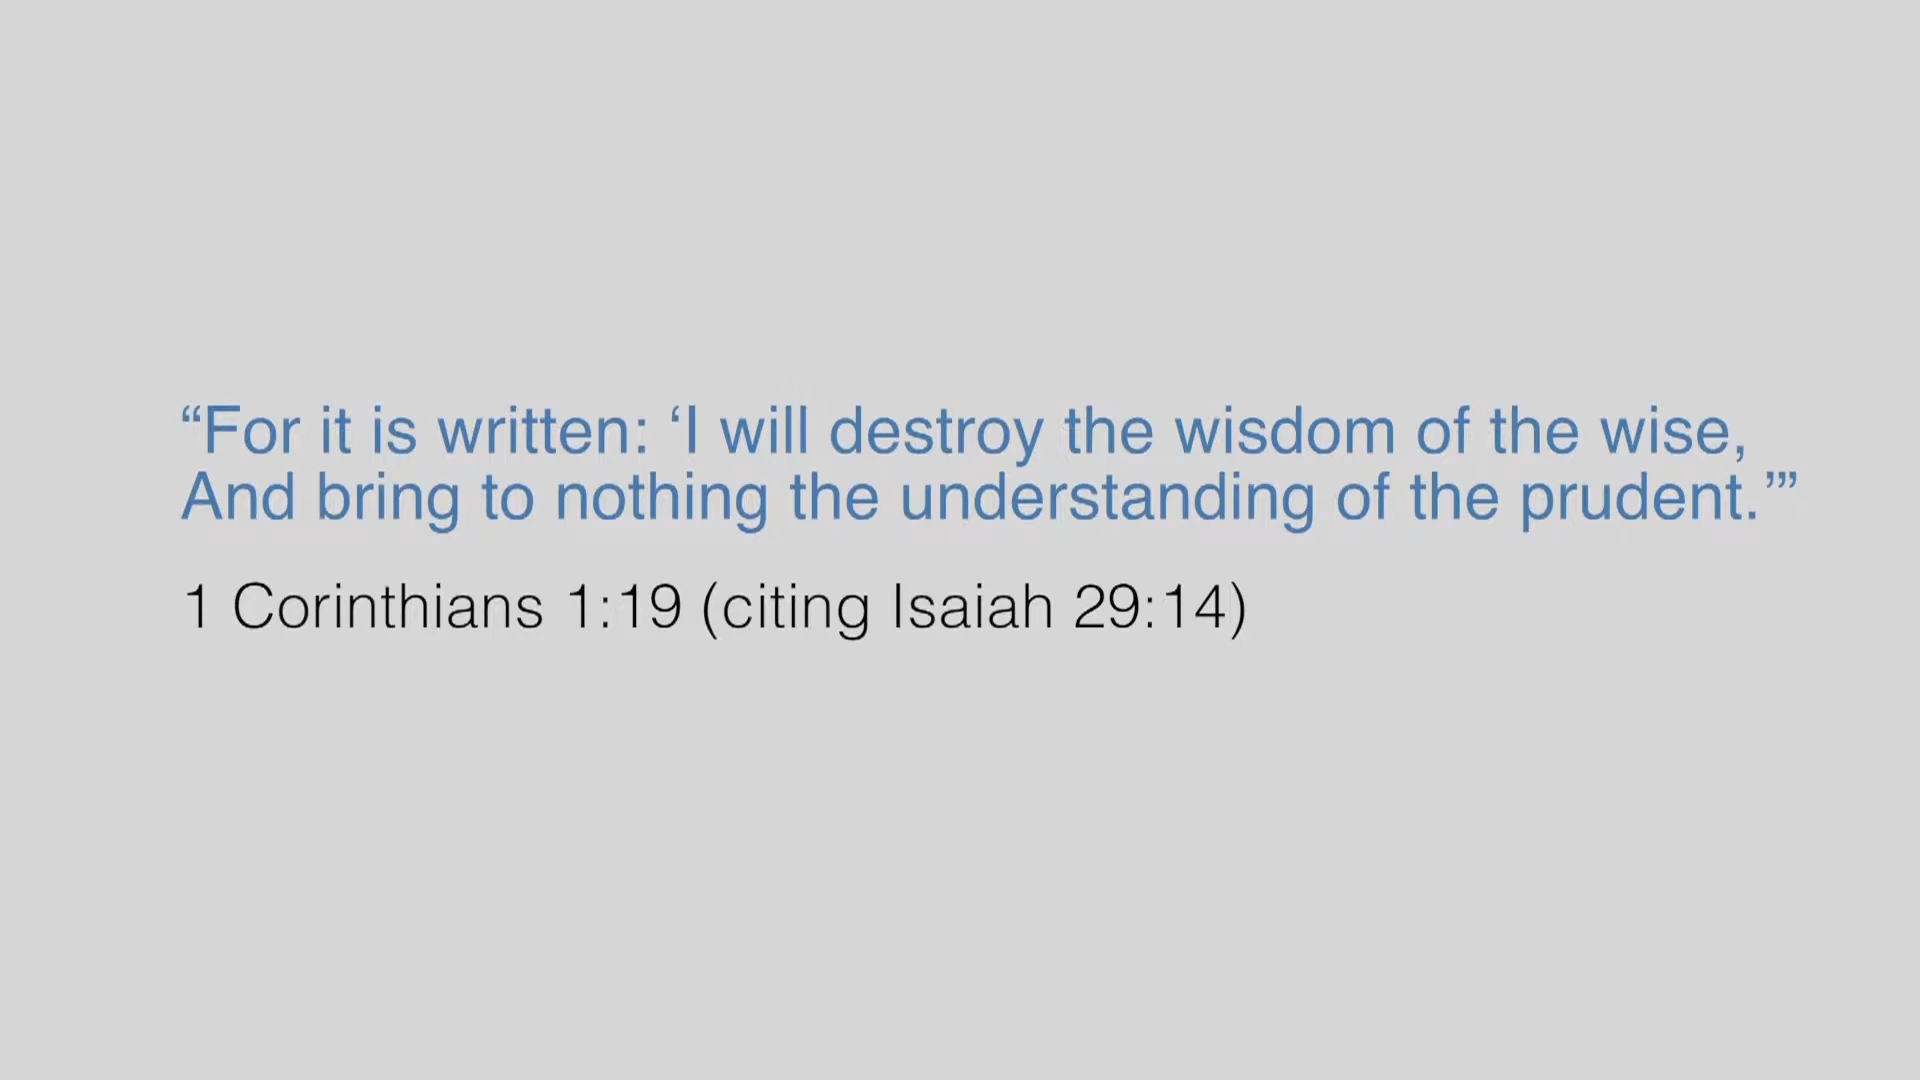 “For it is written: ‘I will destroy the wisdom of the wise,
And bring to nothing the understanding of the prudent.’”
1 Corinthians 1:19 (citing Isaiah 29:14)